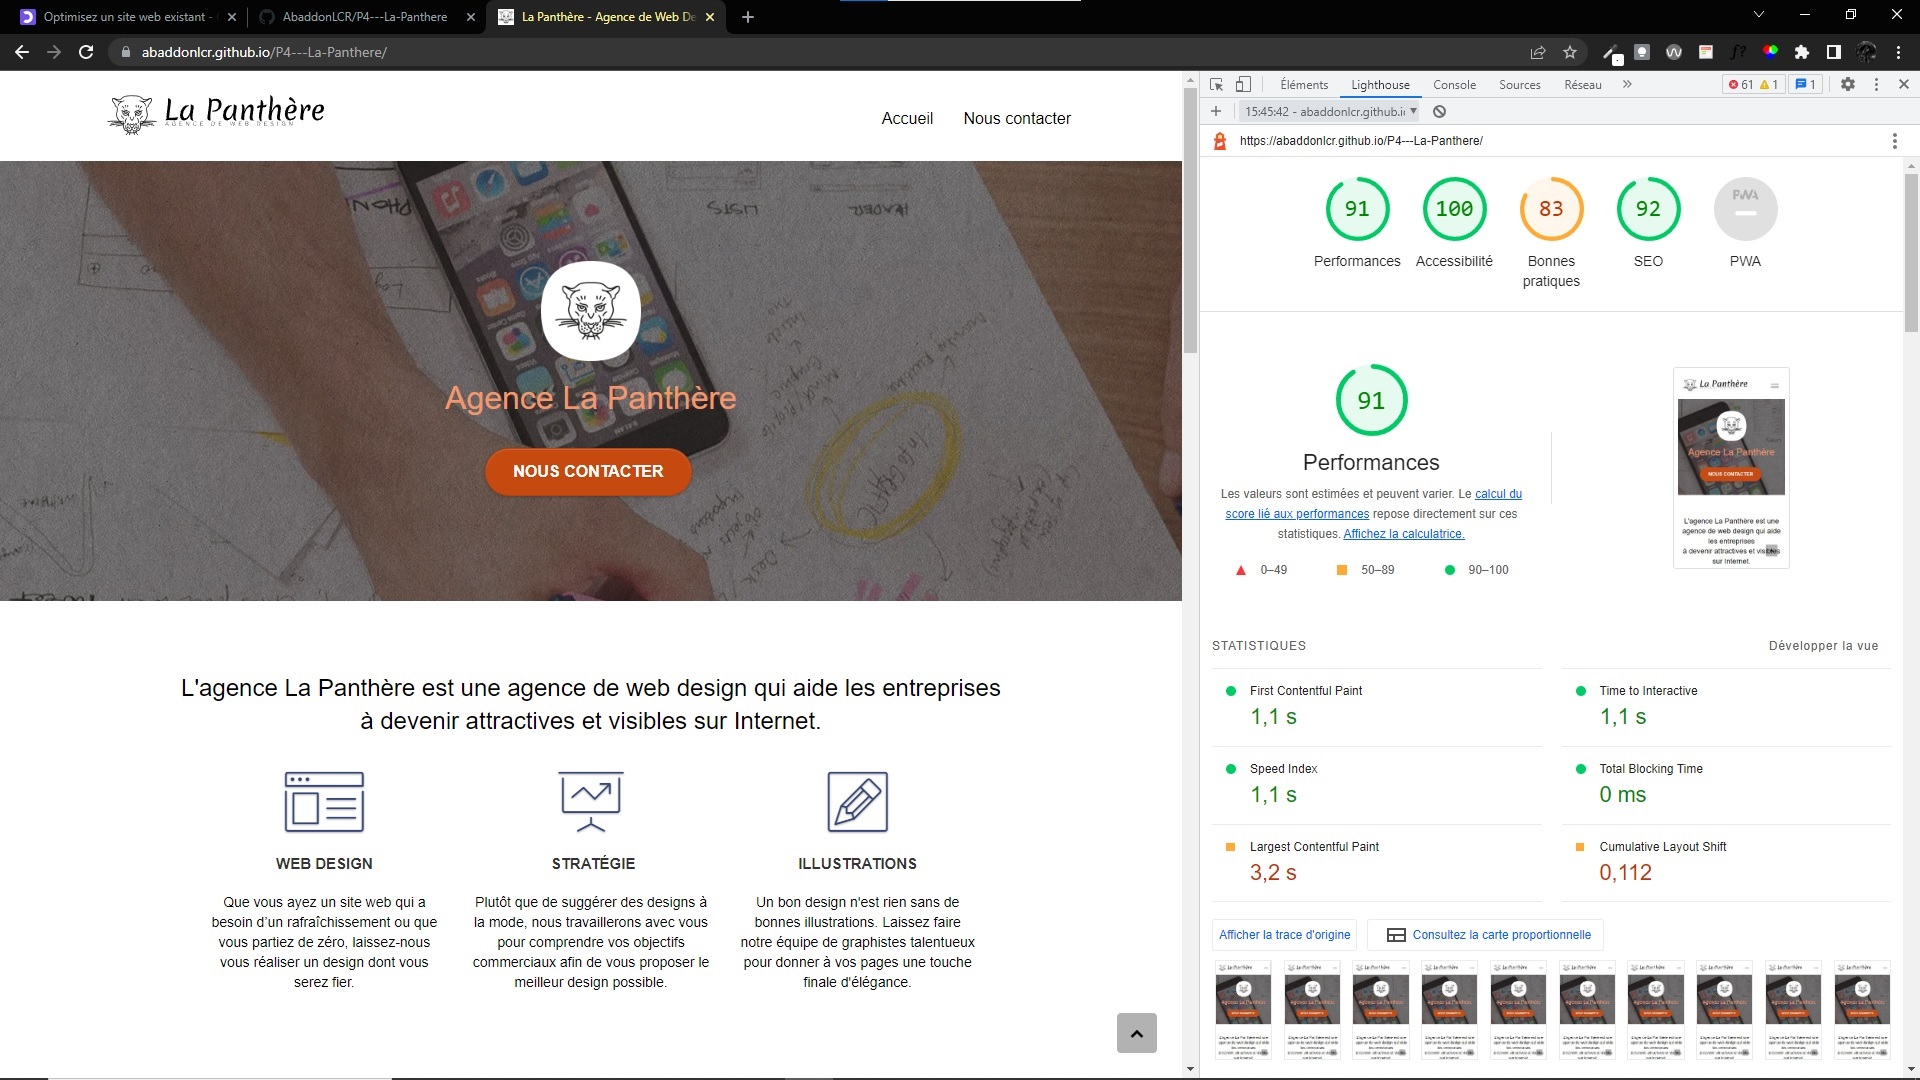 Optimisez un site web existant -
AbaddonLCR/P4---La-Panthere
La Panthère - Agence de Web De
abaddonlcr.github.io/P4---La-Panthere/
La Panthère
AGENCE DE WEB DESIGN
Accueil
Nous contacter
Agence La Panthère
NOUS CONTACTER
L'agence La Panthère est une agence de web design qui aide les entreprises
à devenir attractives et visibles sur Internet.
WEB DESIGN
Que vous ayez un site web qui a
besoin d’un rafraîchissement ou que
vous partiez de zéro, laissez-nous
vous réaliser un design dont vous
serez fier.
STRATÉGIE
Plutôt que de suggérer des designs à
la mode, nous travaillerons avec vous
pour comprendre vos objectifs
commerciaux afin de vous proposer le
meilleur design possible.
ILLUSTRATIONS
Un bon design n'est rien sans de
bonnes illustrations. Laissez faire
notre équipe de graphistes talentueux
pour donner à vos pages une touche
finale d'élégance.
Éléments
Lighthouse
Console
Sources
Réseau
61
1
1
15:45:42 - abaddonlcr.github.i
https://abaddonlcr.github.io/P4---La-Panthere/
91
Performances
100
Accessibilité
83
Bonnes
pratiques
92
SEO
PWA
PWA
91
Performances
Les valeurs sont estimées et peuvent varier. Le calcul du
score lié aux performances repose directement sur ces
statistiques. Affichez la calculatrice.
0–49
50–89
90–100
La Panthère
Agence La Panthère
NOUS CONTACTER
L'agence La Panthère est une
agence de web design qui aide
les entreprises
à devenir attractives et visibles
sur Internet.
STATISTIQUES
Développer la vue
First Contentful Paint
1,1 s
Time to Interactive
1,1 s
Speed Index
1,1 s
Total Blocking Time
0 ms
Largest Contentful Paint
3,2 s
Cumulative Layout Shift
0,112
Afficher la trace d'origine
Consultez la carte proportionnelle